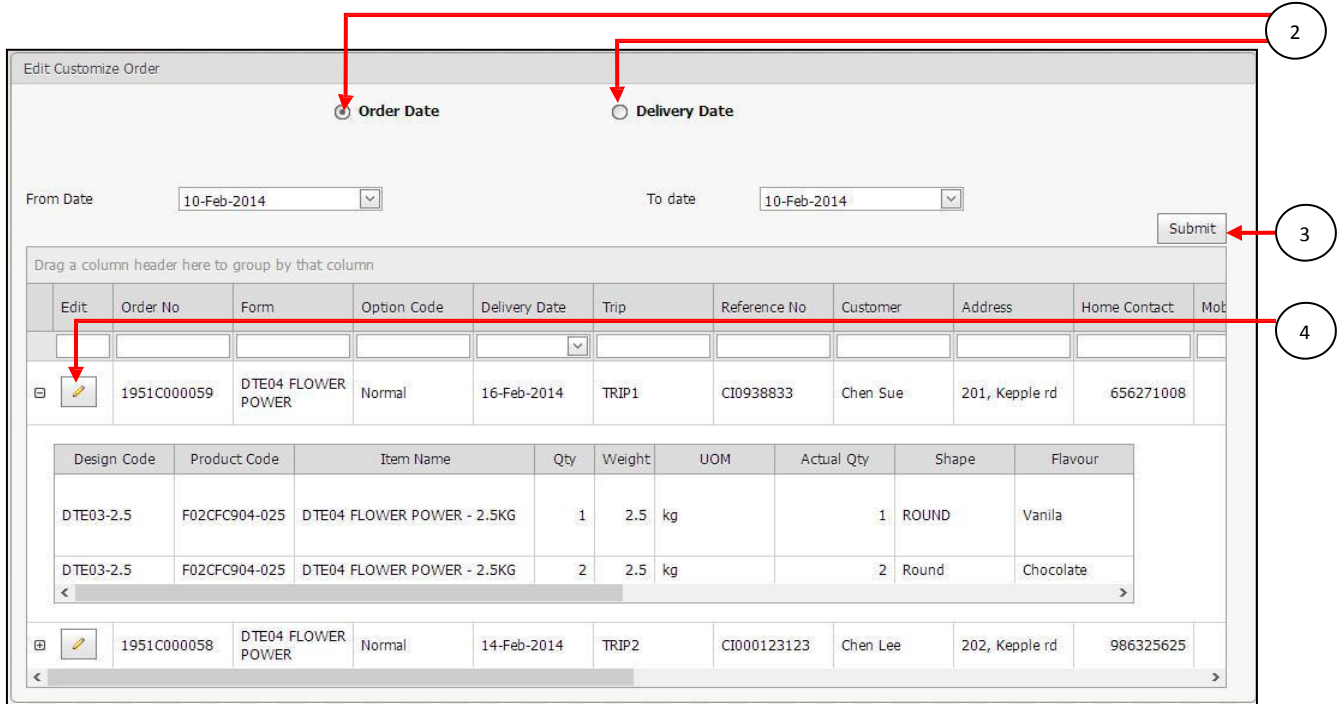 2
Edit Customize Order
Order Date Delivery Date
From Date 10-Feb-2014 To date 10-Feb-2014
Submit
3
Drag a column header here to group by that column
Edit Order No Form Option Code Delivery Date Trip Reference No Customer Address Home Contact Mob
4
1951C000059 DTE04 FLOWER POWER Normal 16-Feb-2014 TRIP1 CI0938833 Chen Sue 201, Kepple rd 656271008
Design Code Product Code Item Name Qty Weight UOM Actual Qty Shape Flavour
DTE03-2.5 F02CFC904-025 DTE04 FLOWER POWER - 2.5KG 1 2.5 kg 1 ROUND Vanila
DTE03-2.5 F02CFC904-025 DTE04 FLOWER POWER - 2.5KG 2 2.5 kg 2 Round Chocolate
1951C000058 DTE04 FLOWER POWER Normal 14-Feb-2014 TRIP2 CI000123123 Chen Lee 202, Kepple rd 986325625